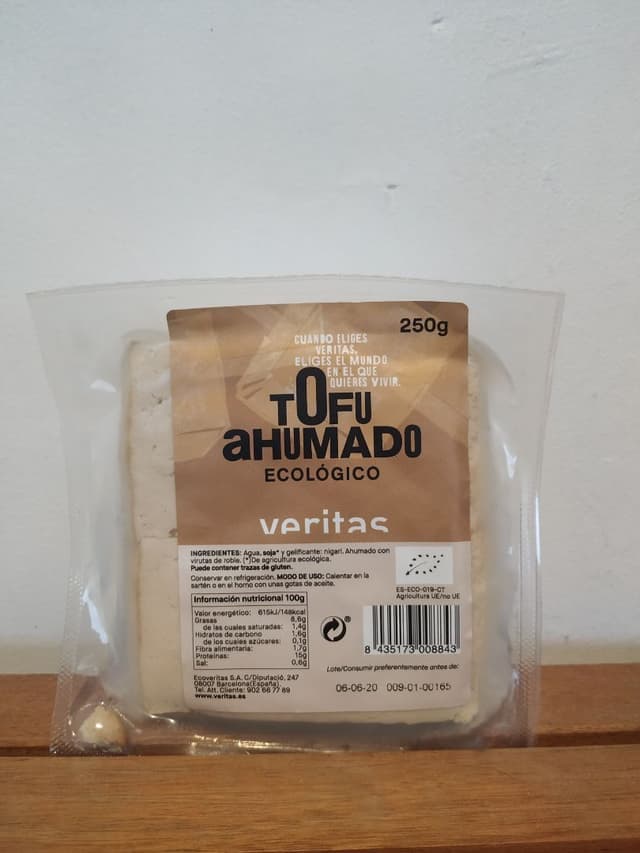 250g
CUANDO ELIGES
VERITAS,
ELIGES EL MUNDO
EN EL QUE
QUIERES VIVIR.
TOFU
aHUMADO
ECOLÓGICO
veritas
INGREDIENTES: Agua, soja* y gelificante: nigari. Ahumado con
virutas de roble. (*)De agricultura ecológica.
Puede contener trazas de gluten.
Conservar en refrigeración. MODO DE USO: Calentar en la
sartén o en el horno con unas gotas de aceite.
ES-ECO-019-CT
Agricultura UE/no UE
Información nutricional 100g
Valor energético: 615kJ/148kcal
Grasas 8,6g
de las cuales saturadas: 1,4g
Hidratos de carbono 1,6g
de los cuales azúcares: 0,1g
Fibra alimentaria: 1,7g
Proteínas: 15g
Sal: 0,6g
8 435173 008843
Ecoveritas S.A. C/Diputació, 247
08007 Barcelona(España)
Tel. Att. Cliente: 902 66 77 89
www.veritas.es
Lote/Consumir preferentemente antes de:
06-06-20 009-01-00165